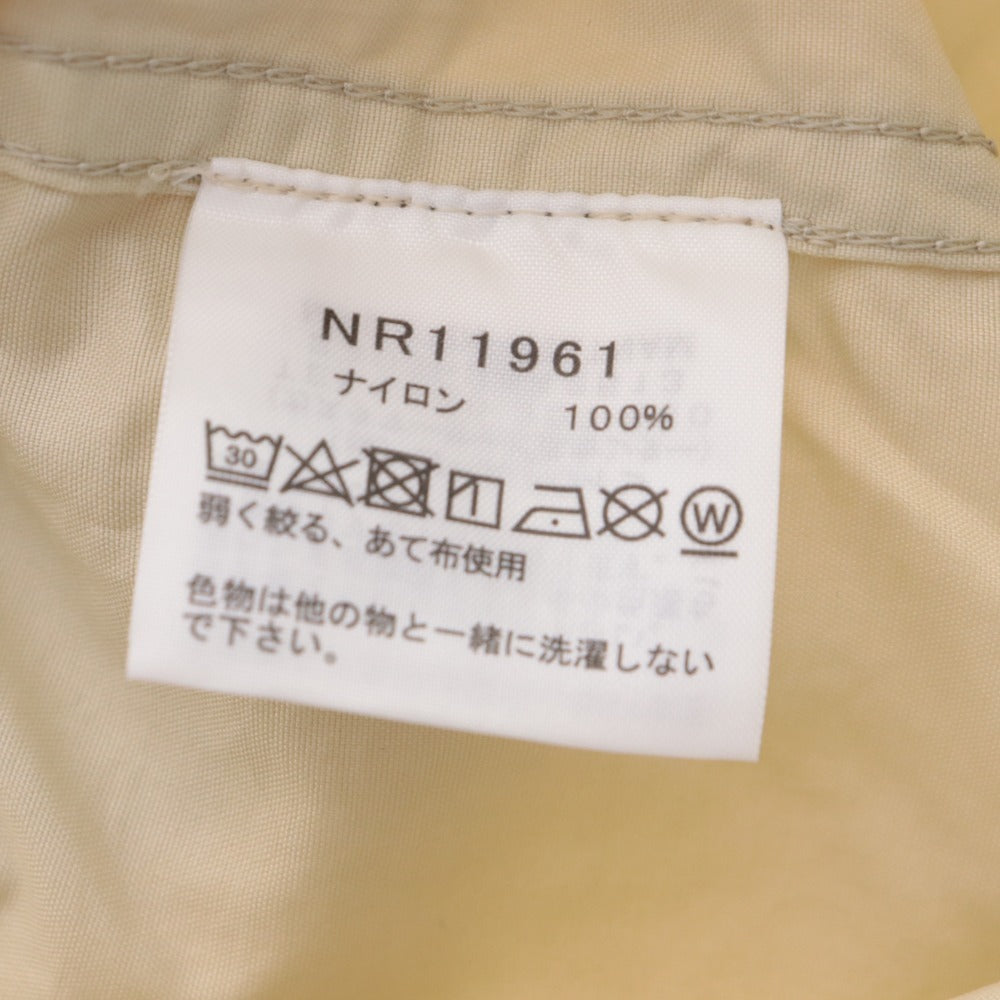 NR11961
ナイロン 100%
30 W
弱く絞る、あて布使用
色物は他の物と一緒に洗濯しない
で下さい。